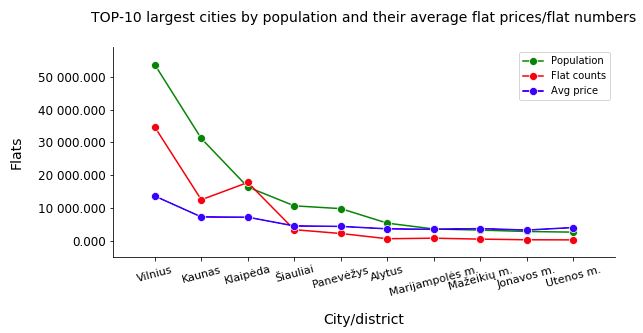 TOP-10 largest cities by population and their average flat prices/flat numbers
Population
Flat counts
Avg price
50 000.000
40 000.000
30 000.000
20 000.000
10 000.000
0.000
Flats
Vilnius
Kaunas
Klaipėda
Šiauliai
Panevėžys
Alytus
Marijampolės m.
Mažeikių m.
Jonavos m.
Utenos m.
City/district